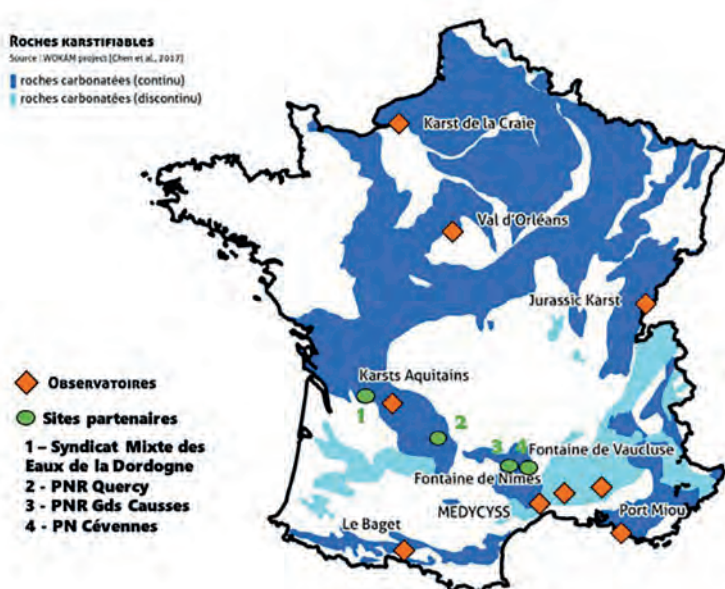 ROCHES KARSTIFIABLES
Source : WOKAM project [Chen et al., 2017]
roches carbonatées (continu)
roches carbonatées (discontinu)
Karst de la Craie
Val d'Orléans
Jurassic Karst
Karsts Aquitains
1
2
3
4
Fontaine de Vaucluse
Fontaine de Nîmes
MEDYCYSS
Port Miou
Le Baget
OBSERVATOIRES
Sites partenaires
1 – Syndicat Mixte des
Eaux de la Dordogne
2 - PNR Quercy
3 - PNR Gds Causses
4 - PN Cévennes